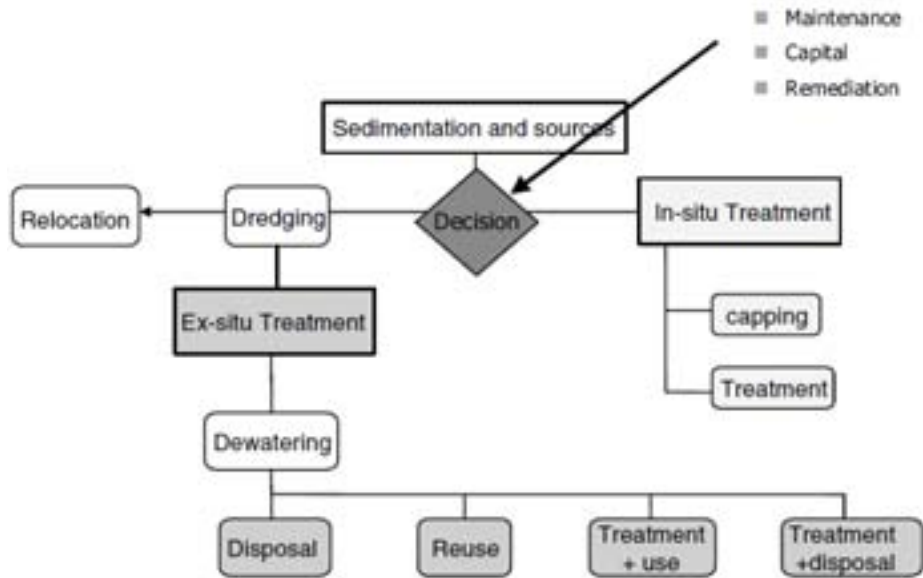 Maintenance
Capital
Remediation
Sedimentation and sources
Relocation
Dredging
Decision
In-situ Treatment
Ex-situ Treatment
capping
Treatment
Dewatering
Disposal
Reuse
Treatment
+ use
Treatment
+disposal